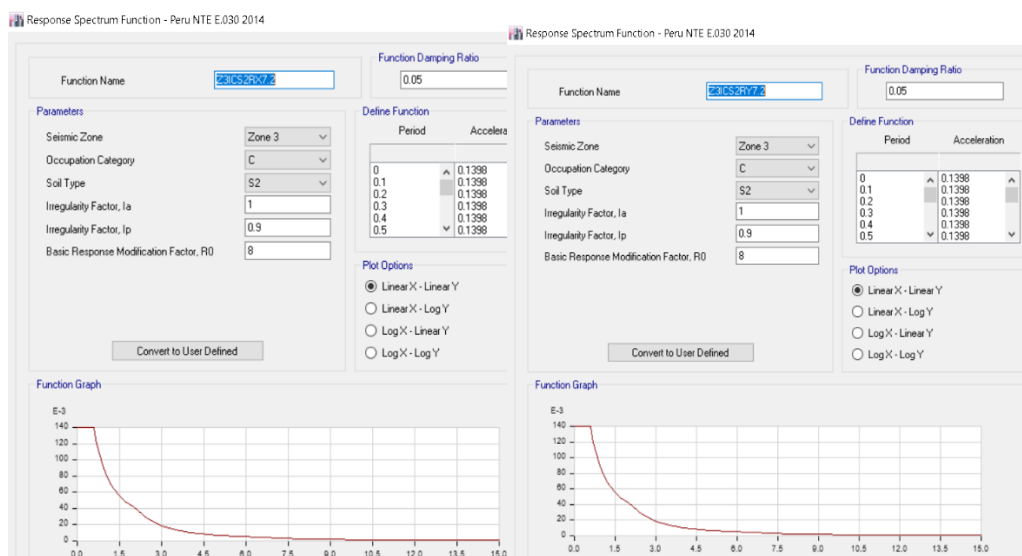 Response Spectrum Function - Peru NTE E.030 2014
Function Name
Z3ICS2RX7.2
Function Damping Ratio
0.05
Parameters
Seismic Zone
Zone 3
Occupation Category
C
Soil Type
S2
Irregularity Factor, Ia
1
Irregularity Factor, Ip
0.9
Basic Response Modification Factor, R0
8
Convert to User Defined
Define Function
Period Accelera
0 0.1398
0.1 0.1398
0.2 0.1398
0.3 0.1398
0.4 0.1398
0.5 0.1398
Plot Options
Linear X - Linear Y
Linear X - Log Y
Log X - Linear Y
Log X - Log Y
Function Graph
E-3
140
120
100
80
60
40
20
0
0.0 1.5 3.0 4.5 6.0 7.5 9.0 10.5 12.0 13.5 15.0
Response Spectrum Function - Peru NTE E.030 2014
Function Name
Z3ICS2RY7.2
Function Damping Ratio
0.05
Parameters
Seismic Zone
Zone 3
Occupation Category
C
Soil Type
S2
Irregularity Factor, Ia
1
Irregularity Factor, Ip
0.9
Basic Response Modification Factor, R0
8
Convert to User Defined
Define Function
Period Acceleration
0 0.1398
0.1 0.1398
0.2 0.1398
0.3 0.1398
0.4 0.1398
0.5 0.1398
Plot Options
Linear X - Linear Y
Linear X - Log Y
Log X - Linear Y
Log X - Log Y
Function Graph
E-3
140
120
100
80
60
40
20
0
0.0 1.5 3.0 4.5 6.0 7.5 9.0 10.5 12.0 13.5 15.0